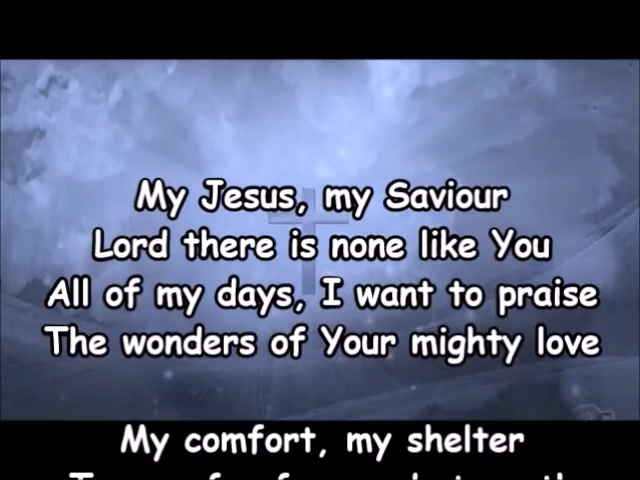 My Jesus, my Saviour
Lord there is none like You
All of my days, I want to praise
The wonders of Your mighty love
My comfort, my shelter